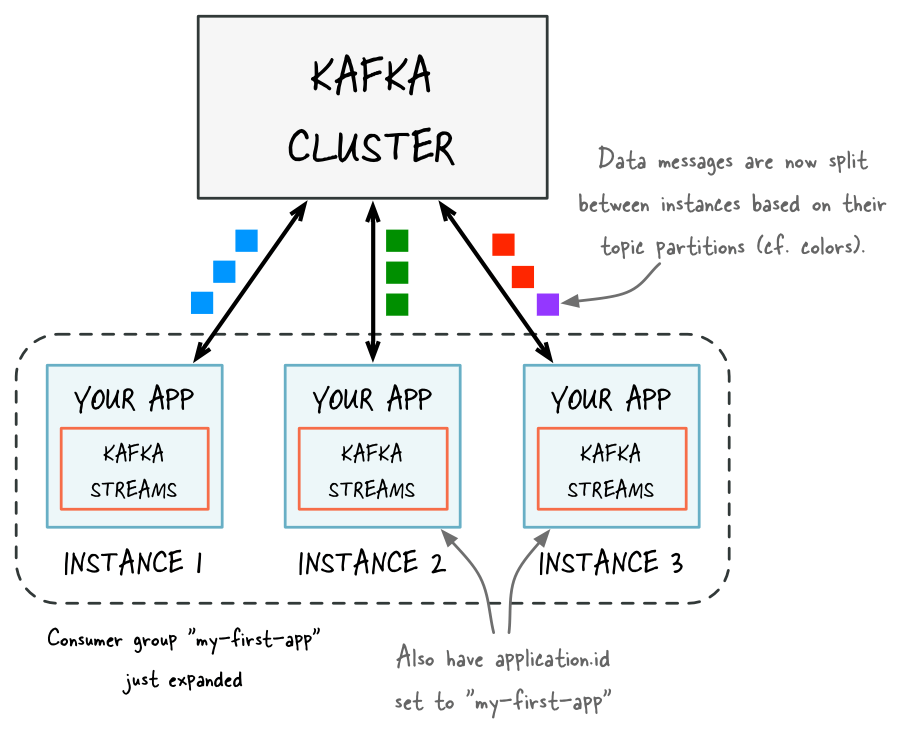 KAFKA
CLUSTER
Data messages are now split
between instances based on their
topic partitions (cf. colors).
YOUR APP
KAFKA
STREAMS
INSTANCE 1
YOUR APP
KAFKA
STREAMS
INSTANCE 2
YOUR APP
KAFKA
STREAMS
INSTANCE 3
Consumer group "my-first-app"
just expanded
Also have application.id
set to "my-first-app"